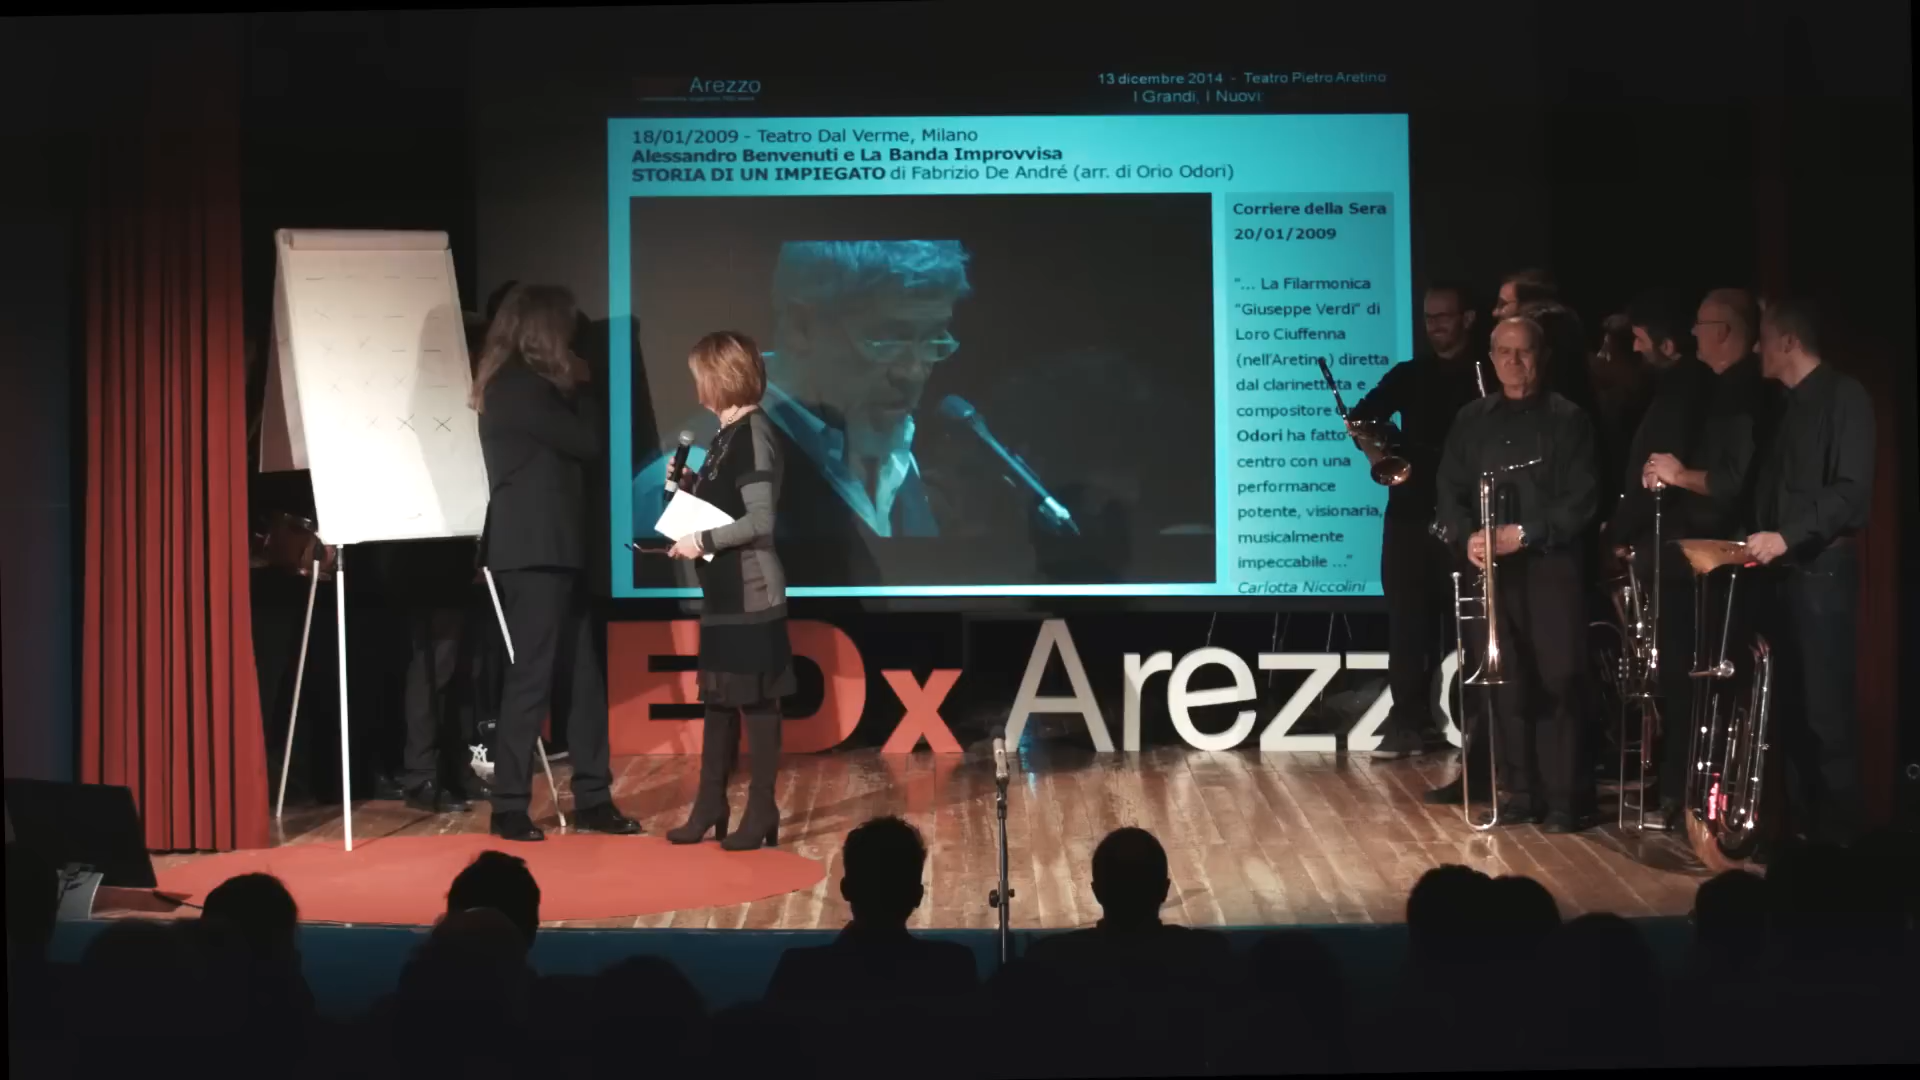 Arezzo
13 dicembre 2014 - Teatro Pietro Aretino
I Grandi, I Nuovi:
18/01/2009 - Teatro Dal Verme, Milano
Alessandro Benvenuti e La Banda Improvvisa
STORIA DI UN IMPIEGATO di Fabrizio De André (arr. di Orio Odori)
Corriere della Sera
20/01/2009
"... La Filarmonica
"Giuseppe Verdi" di
Loro Ciuffenna
(nell'Aretino) diretta
dal clarinettista e
compositore
Odori ha fatto
centro con una
performance
potente, visionaria,
musicalmente
impeccabile ..."
Carlotta Niccolini
EDx Arezzo